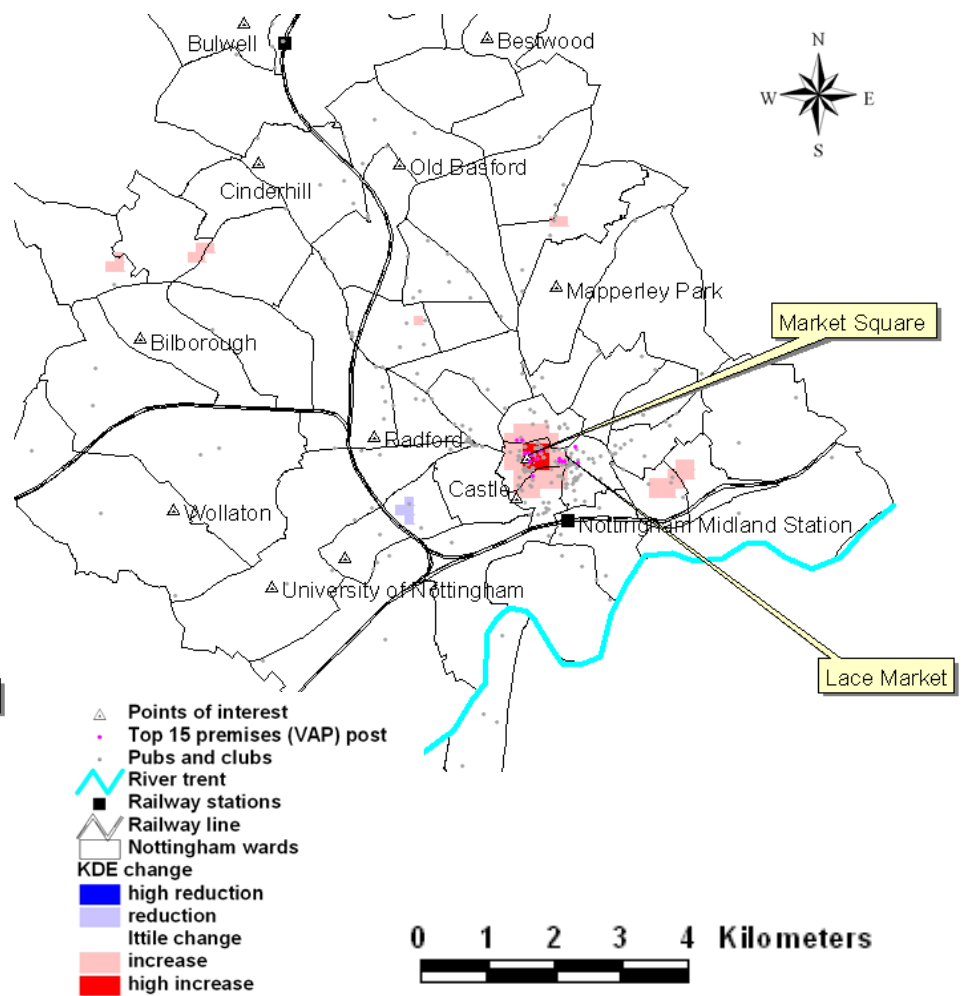 Bulwell
Bestwood
N
W E
S
Old Basford
Cinderhill
Mapperley Park
Market Square
Bilborough
Radford
Castle
Wollaton
Nottingham Midland Station
University of Nottingham
Lace Market
Points of interest
Top 15 premises (VAP) post
Pubs and clubs
River trent
Railway stations
Railway line
Nottingham wards
KDE change
high reduction
reduction
lttile change
increase
high increase
0 1 2 3 4 Kilometers